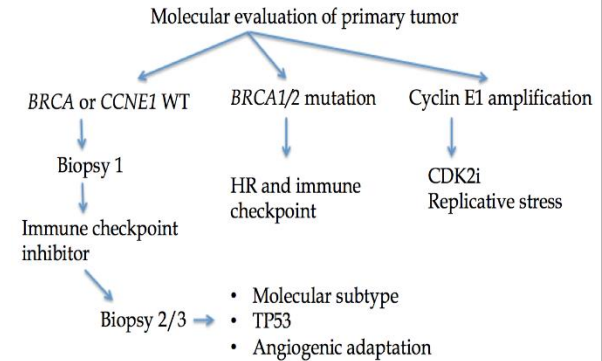 Molecular evaluation of primary tumor
BRCA or CCNE1 WT
BRCA1/2 mutation
Cyclin E1 amplification
Biopsy 1
HR and immune
checkpoint
CDK2i
Replicative stress
Immune checkpoint
inhibitor
Biopsy 2/3
• Molecular subtype
• TP53
• Angiogenic adaptation